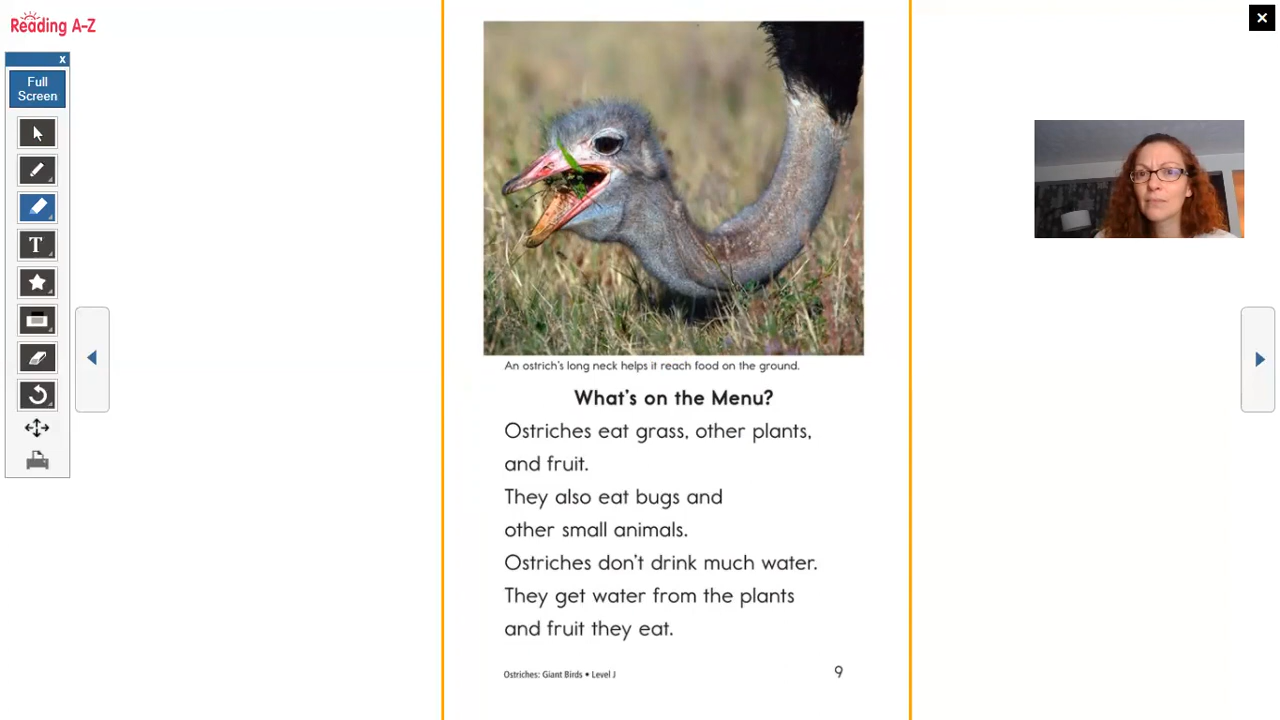 Reading A-Z
x
Full
Screen
T
An ostrich's long neck helps it reach food on the ground.
What's on the Menu?
Ostriches eat grass, other plants,
and fruit.
They also eat bugs and
other small animals.
Ostriches don't drink much water.
They get water from the plants
and fruit they eat.
Ostriches: Giant Birds • Level J
9